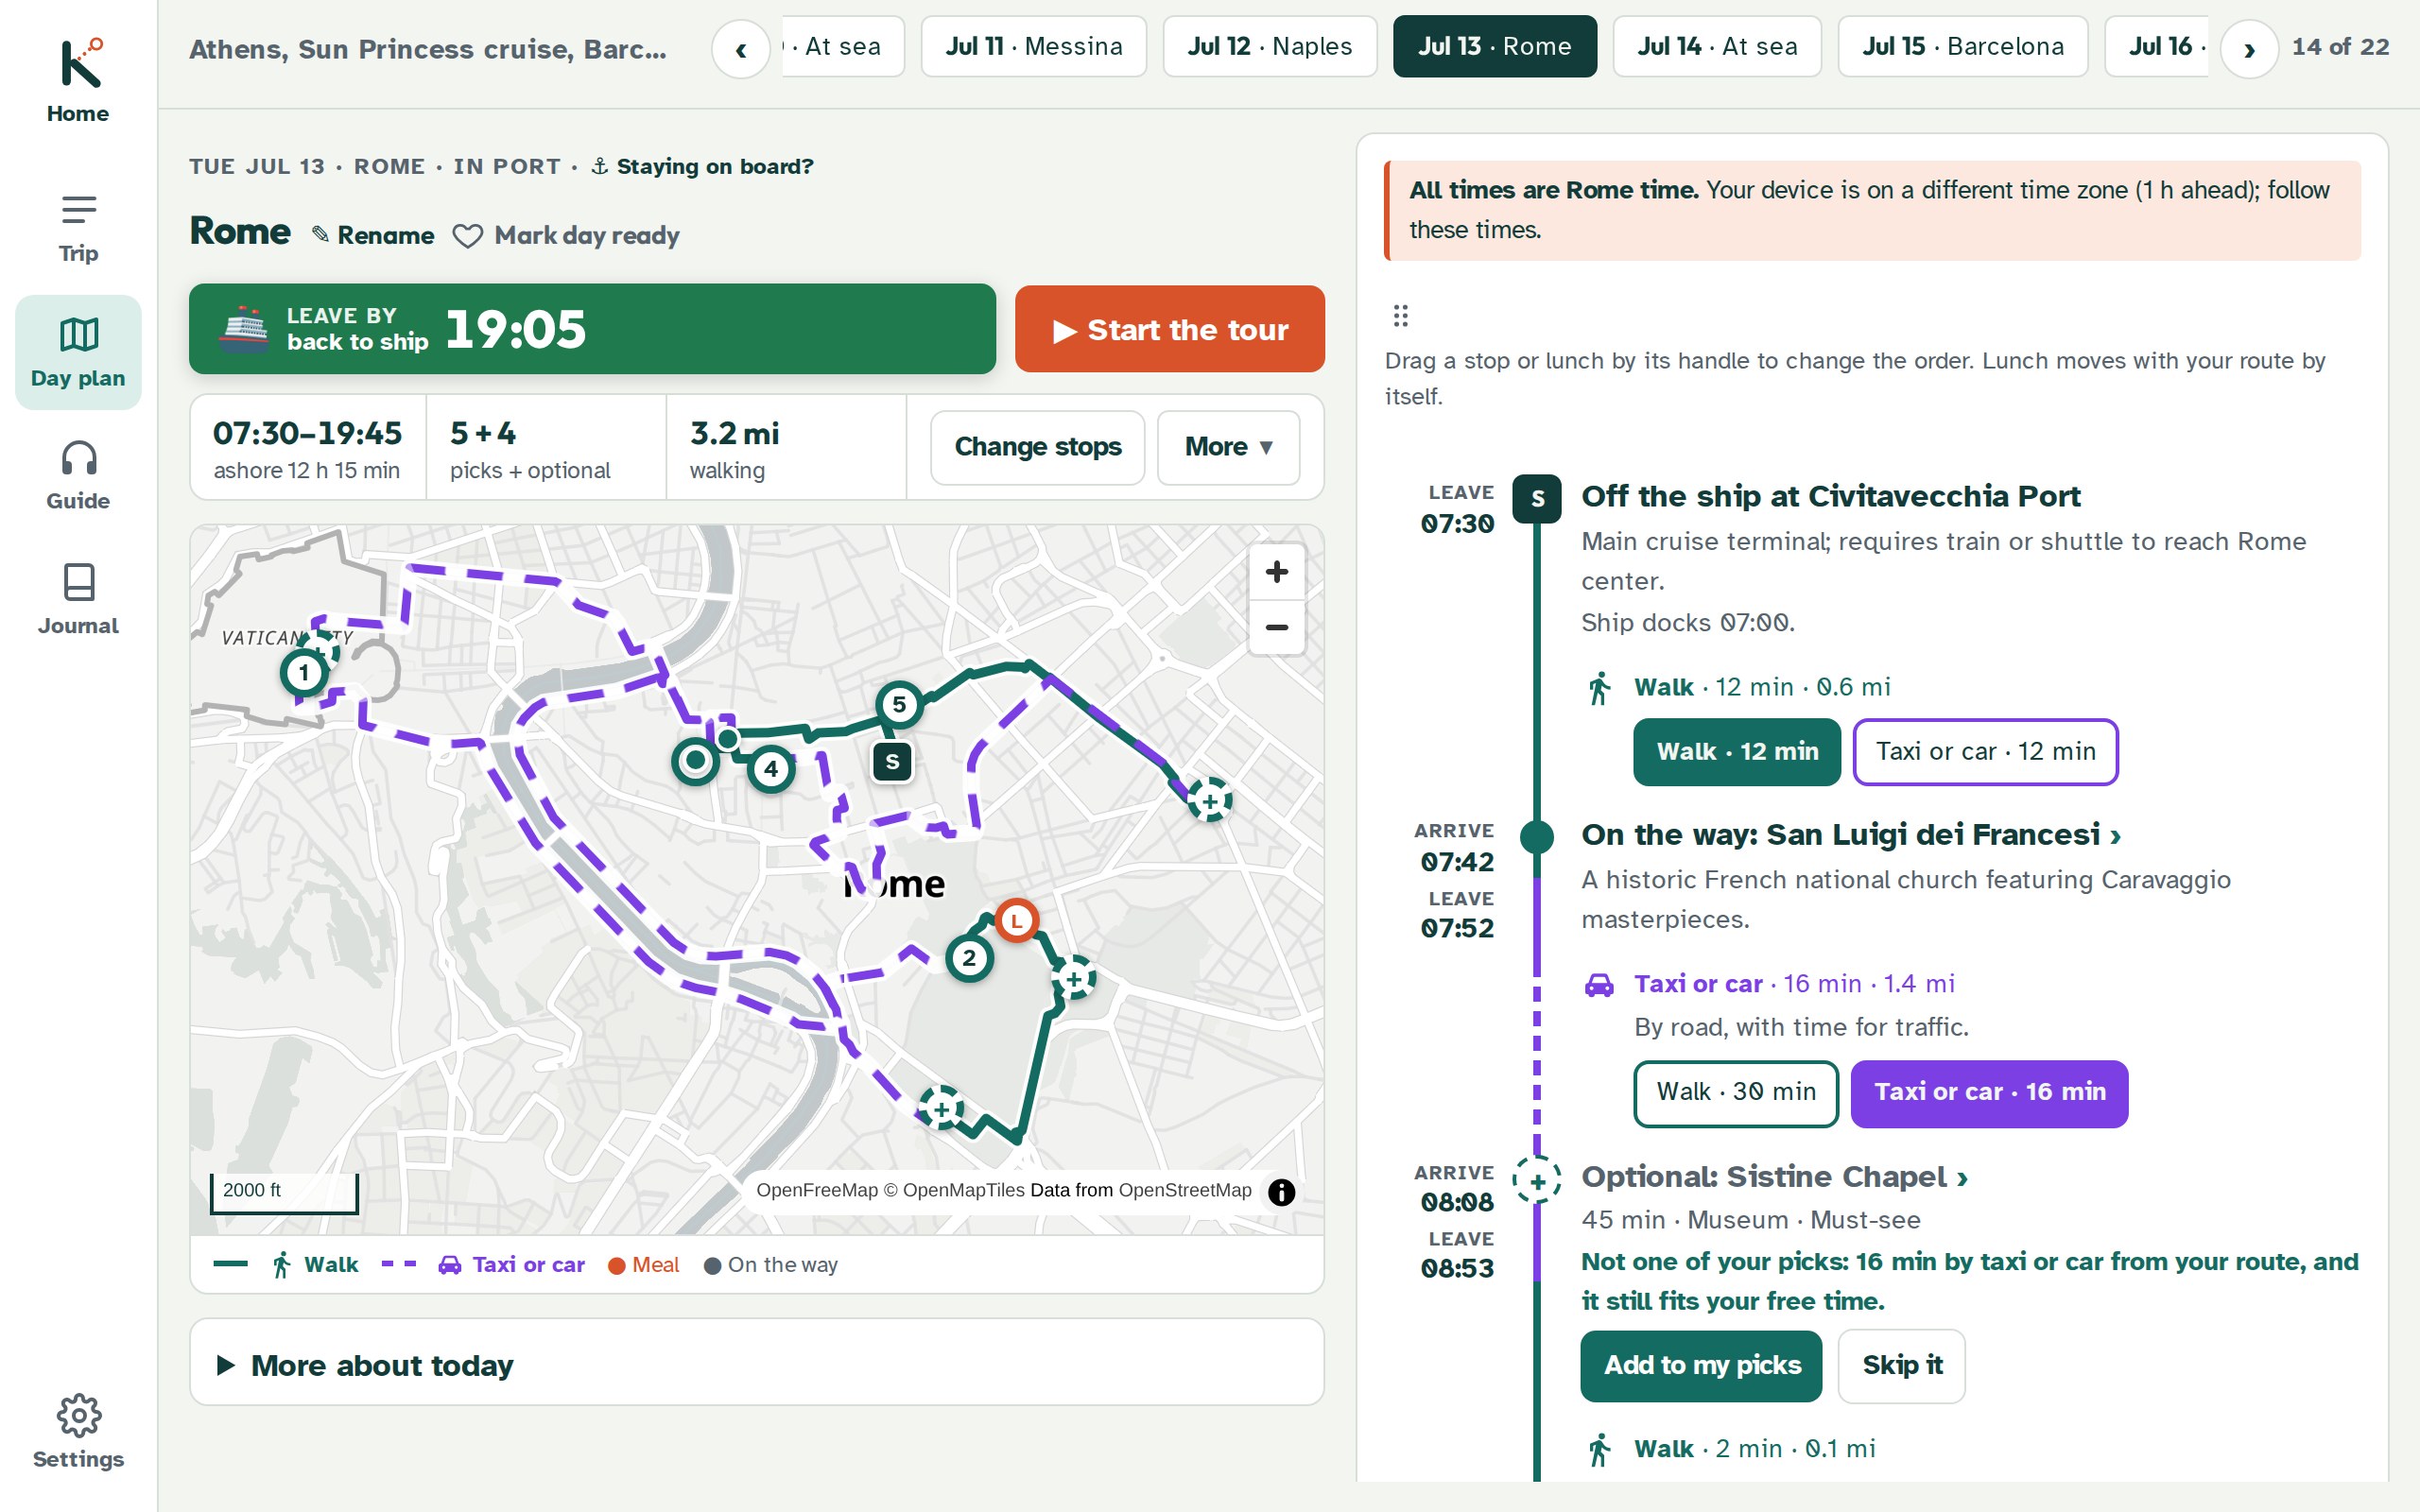 Home
Trip
Day plan
Guide
Journal
Settings
Athens, Sun Princess cruise, Barc...
‹
· At sea
Jul 11 · Messina
Jul 12 · Naples
Jul 13 · Rome
Jul 14 · At sea
Jul 15 · Barcelona
Jul 16 ·
›
14 of 22
TUE JUL 13 · ROME · IN PORT · ⚓ Staying on board?
Rome ✎ Rename Mark day ready
LEAVE BY
back to ship
19:05
▶ Start the tour
07:30–19:45
ashore 12 h 15 min
5 + 4
picks + optional
3.2 mi
walking
Change stops
More ▾
VATICAN
TY
1
5
S
4
Rome
L
2
+
−
2000 ft
OpenFreeMap © OpenMapTiles Data from OpenStreetMap
Walk
Taxi or car
Meal
On the way
▶ More about today
All times are Rome time. Your device is on a different time zone (1 h ahead); follow
these times.
Drag a stop or lunch by its handle to change the order. Lunch moves with your route by
itself.
LEAVE
07:30
S
Off the ship at Civitavecchia Port
Main cruise terminal; requires train or shuttle to reach Rome
center.
Ship docks 07:00.
Walk · 12 min · 0.6 mi
Walk · 12 min
Taxi or car · 12 min
ARRIVE
07:42
LEAVE
07:52
On the way: San Luigi dei Francesi ›
A historic French national church featuring Caravaggio
masterpieces.
Taxi or car · 16 min · 1.4 mi
By road, with time for traffic.
Walk · 30 min
Taxi or car · 16 min
ARRIVE
08:08
LEAVE
08:53
+
Optional: Sistine Chapel ›
45 min · Museum · Must-see
Not one of your picks: 16 min by taxi or car from your route, and
it still fits your free time.
Add to my picks
Skip it
Walk · 2 min · 0.1 mi